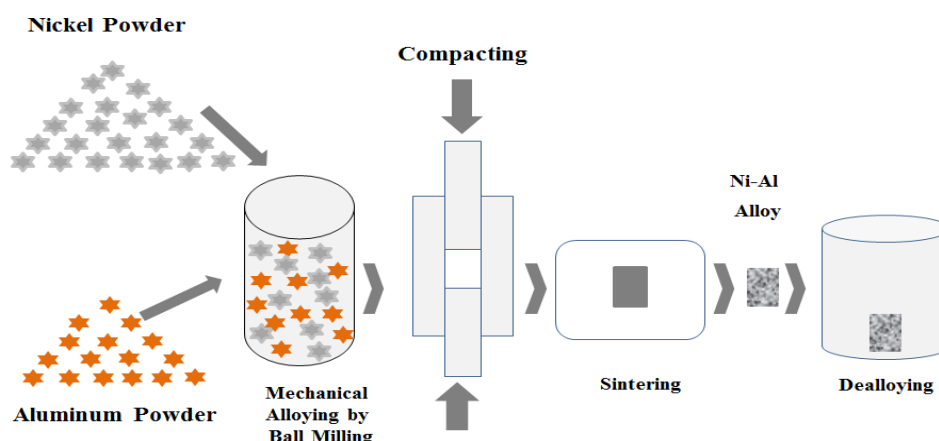 Nickel Powder
Aluminum Powder
Mechanical
Alloying by
Ball Milling
Compacting
Sintering
Ni-Al
Alloy
Dealloying